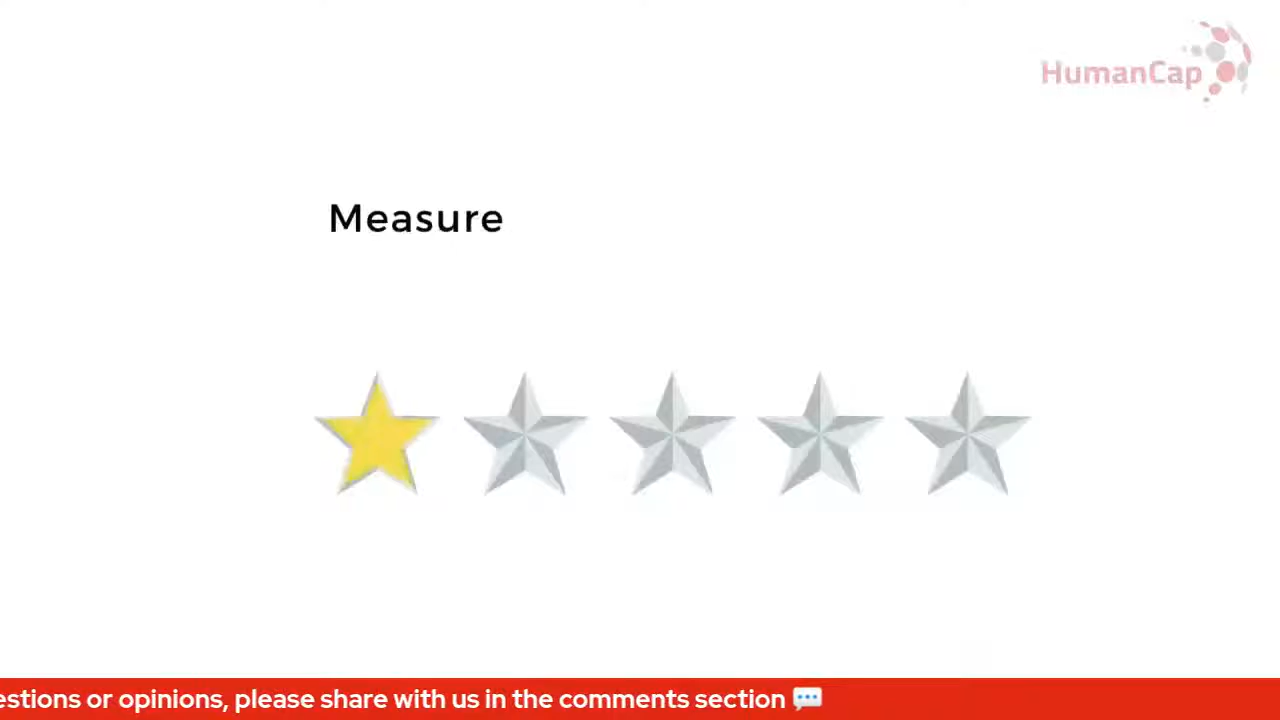 HumanCap
Measure
estions or opinions, please share with us in the comments section 💬